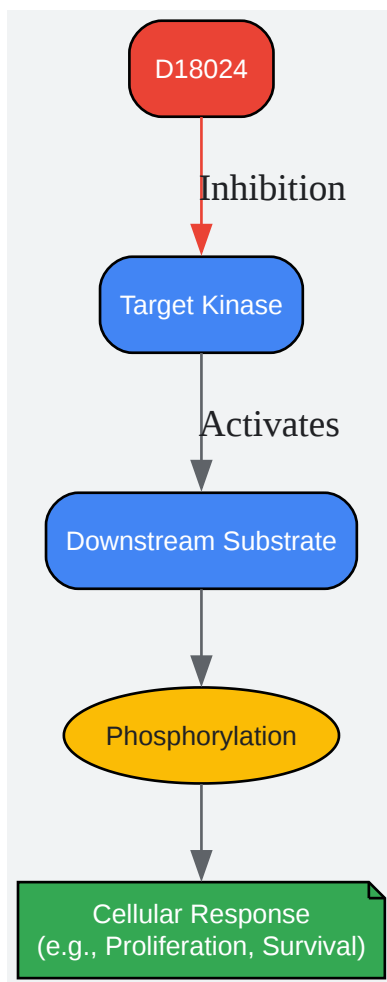 D18024
Inhibition
Target Kinase
Activates
Downstream Substrate
Phosphorylation
Cellular Response
(e.g., Proliferation, Survival)